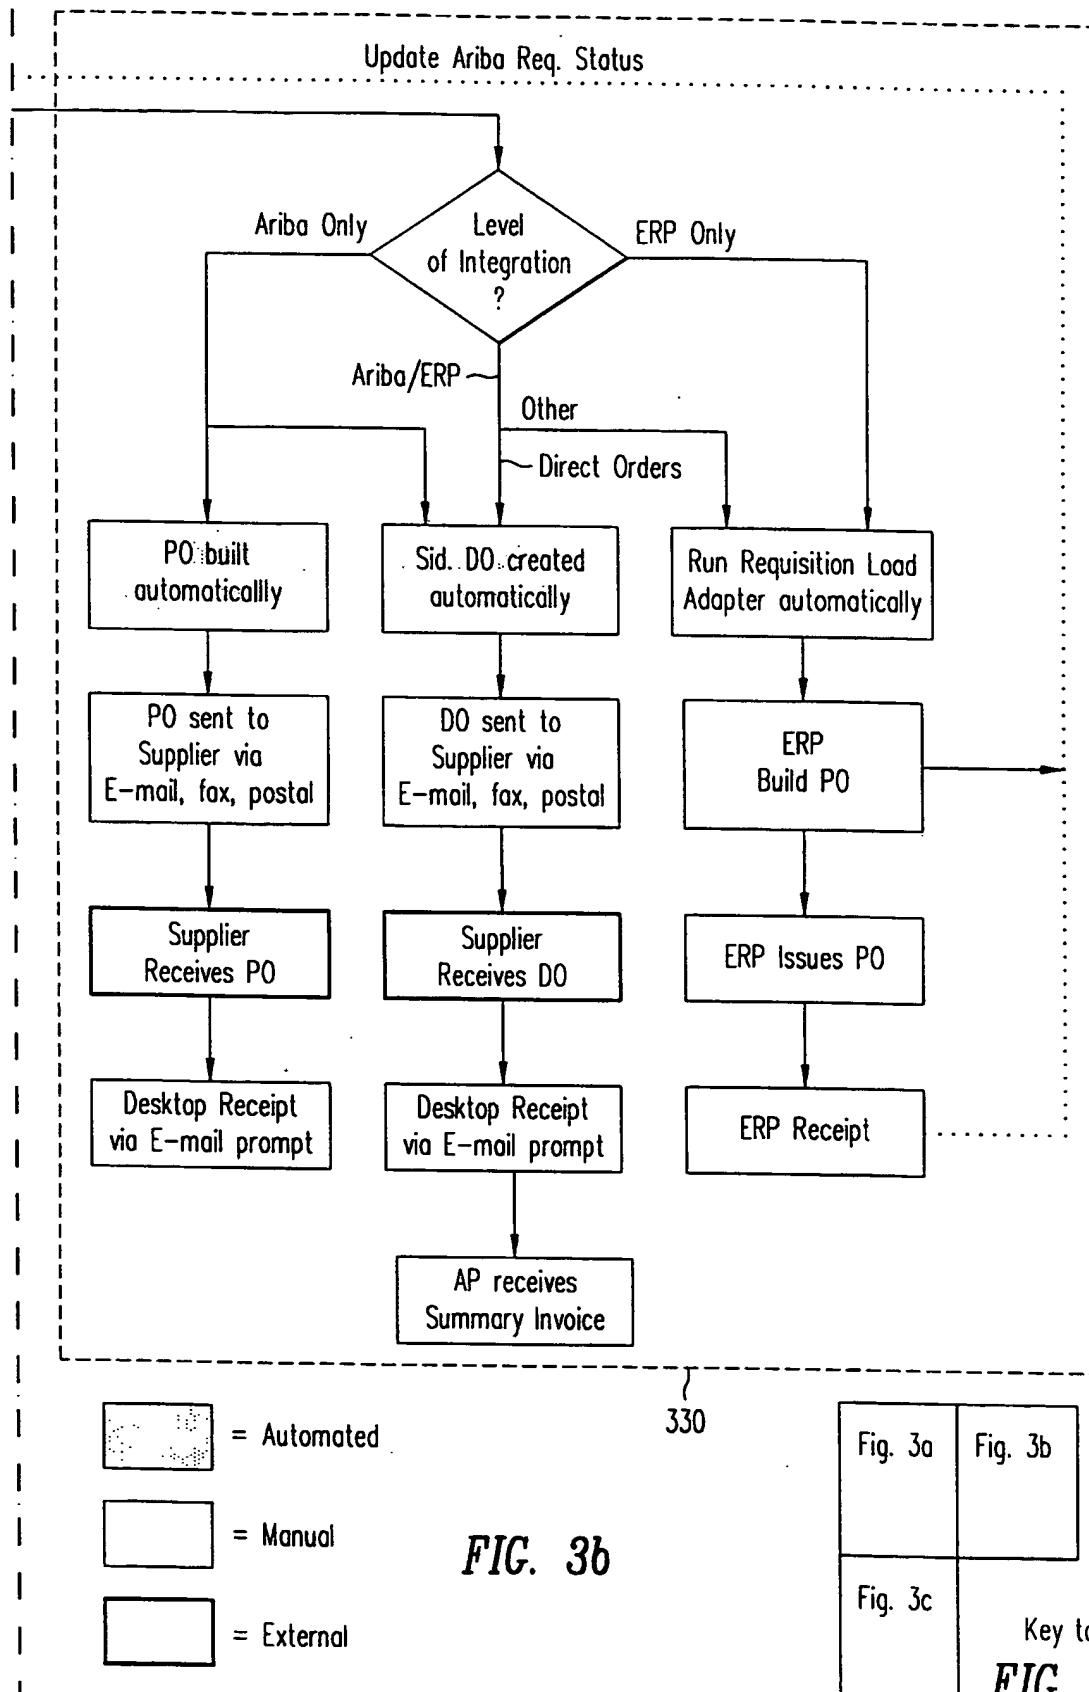 Update Ariba Req. Status
Level
of Integration
?
Ariba Only
ERP Only
Ariba/ERP
Other
Direct Orders
PO built
automaticallly
Sid. DO created
automatically
Run Requisition Load
Adapter automatically
PO sent to
Supplier via
E-mail, fax, postal
DO sent to
Supplier via
E-mail, fax, postal
ERP
Build PO
Supplier
Receives PO
Supplier
Receives DO
ERP Issues PO
Desktop Receipt
via E-mail prompt
Desktop Receipt
via E-mail prompt
ERP Receipt
AP receives
Summary Invoice
330
= Automated
= Manual
= External
FIG. 3b
Fig. 3a
Fig. 3b
Fig. 3c
Key to
FIG.